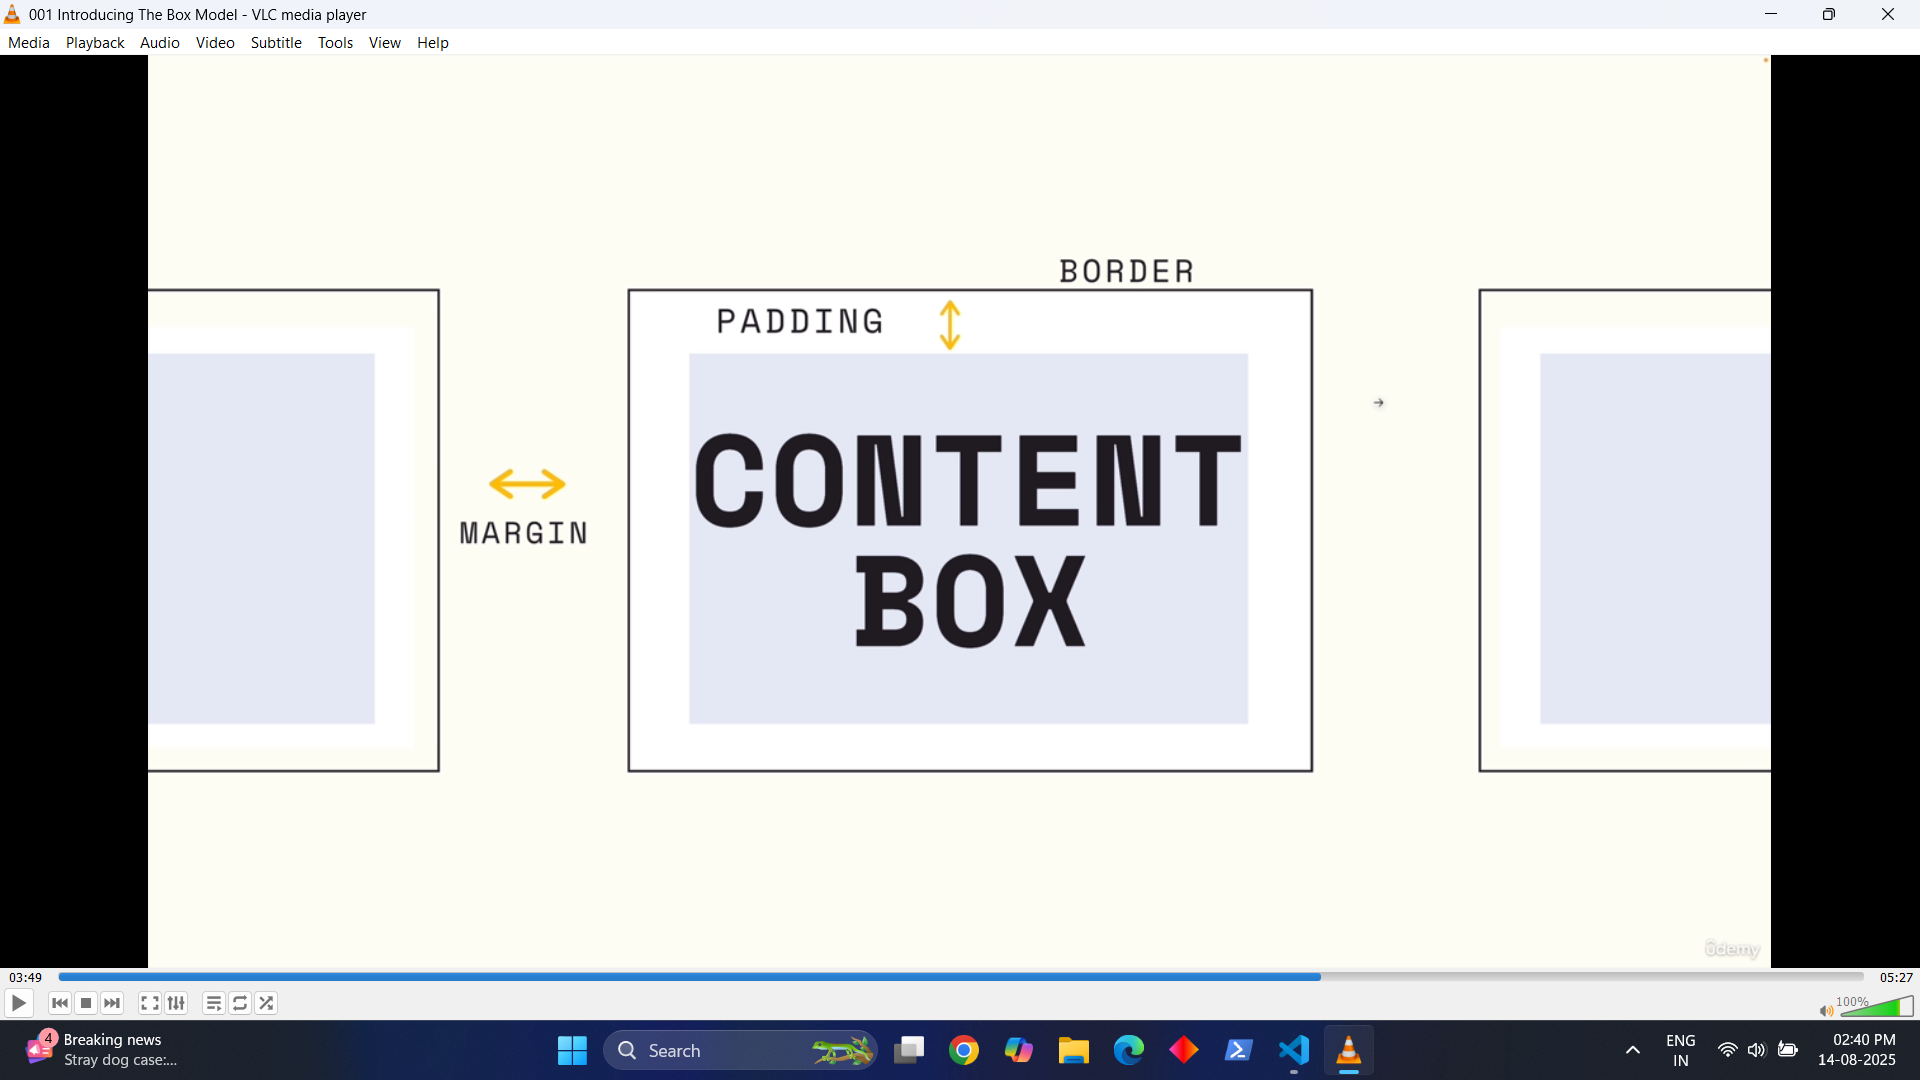 001 Introducing The Box Model - VLC media player
Media Playback Audio Video Subtitle Tools View Help
BORDER
PADDING
CONTENT
BOX
MARGIN
ûdemy
03:49
05:27
100%
4
Breaking news
Stray dog case:...
Search
ENG
IN
02:40 PM
14-08-2025